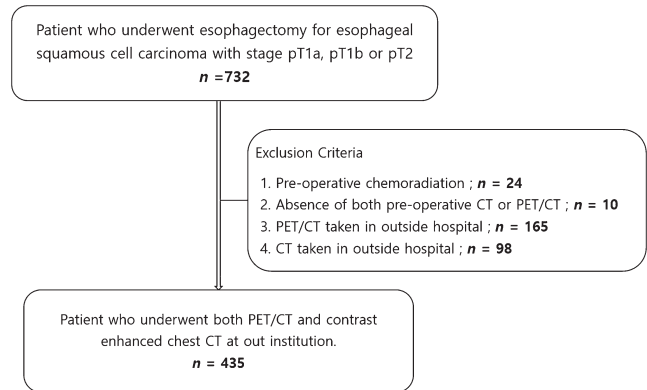 Patient who underwent esophagectomy for esophageal
squamous cell carcinoma with stage pT1a, pT1b or pT2
n =732
Exclusion Criteria
1. Pre-operative chemoradiation ; n = 24
2. Absence of both pre-operative CT or PET/CT ; n = 10
3. PET/CT taken in outside hospital ; n = 165
4. CT taken in outside hospital ; n = 98
Patient who underwent both PET/CT and contrast
enhanced chest CT at out institution.
n = 435